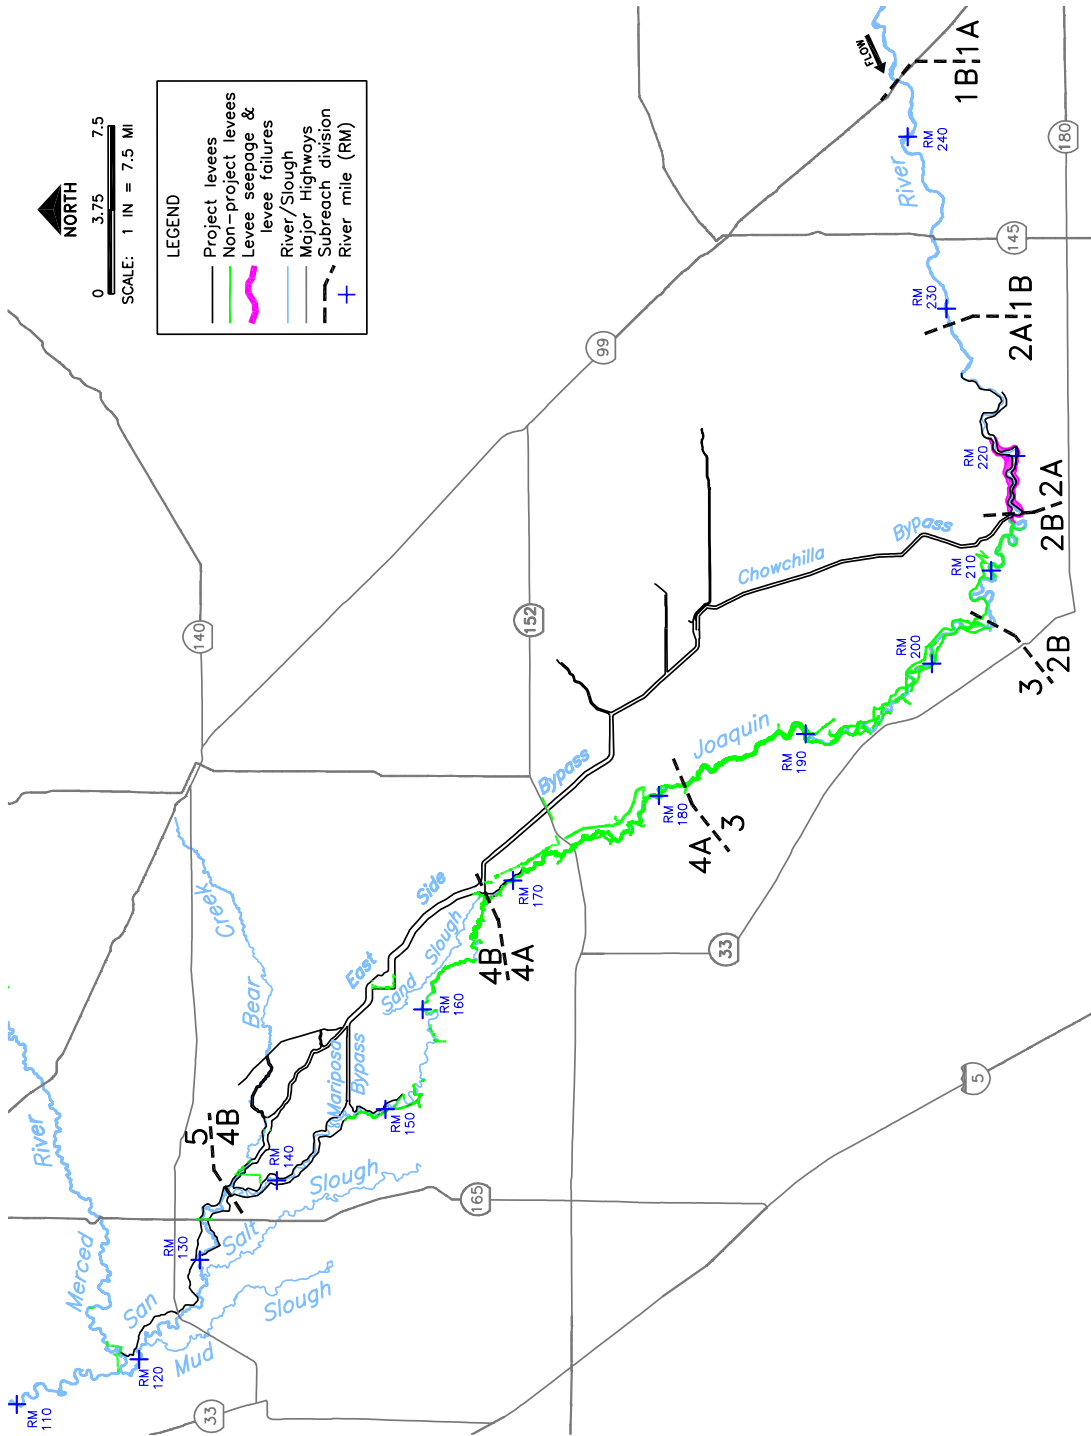 NORTH
0 3.75 7.5
SCALE: 1 IN = 7.5 MI
LEGEND
Project levees
Non-project levees
Levee seepage &
levee failures
River/Slough
Major Highways
Subreach division
River mile (RM)
FLOW
1B 1A
RM
240
River
180
145
RM
230
2A 1B
99
RM
220
2B 2A
Bypass
Chowchilla
RM
210
RM
200
3 2B
140
152
Joaquin
RM
190
Bypass
RM
180
4A 3
Side
RM
170
Creek
Slough
Sand
East
4B
4A
33
Bear
RM
160
Mariposa
Bypass
5
RM
150
5
4B
River
RM
140
Slough
165
Salt
RM
130
Merced
San
Slough
Mud
RM
120
RM
110
33